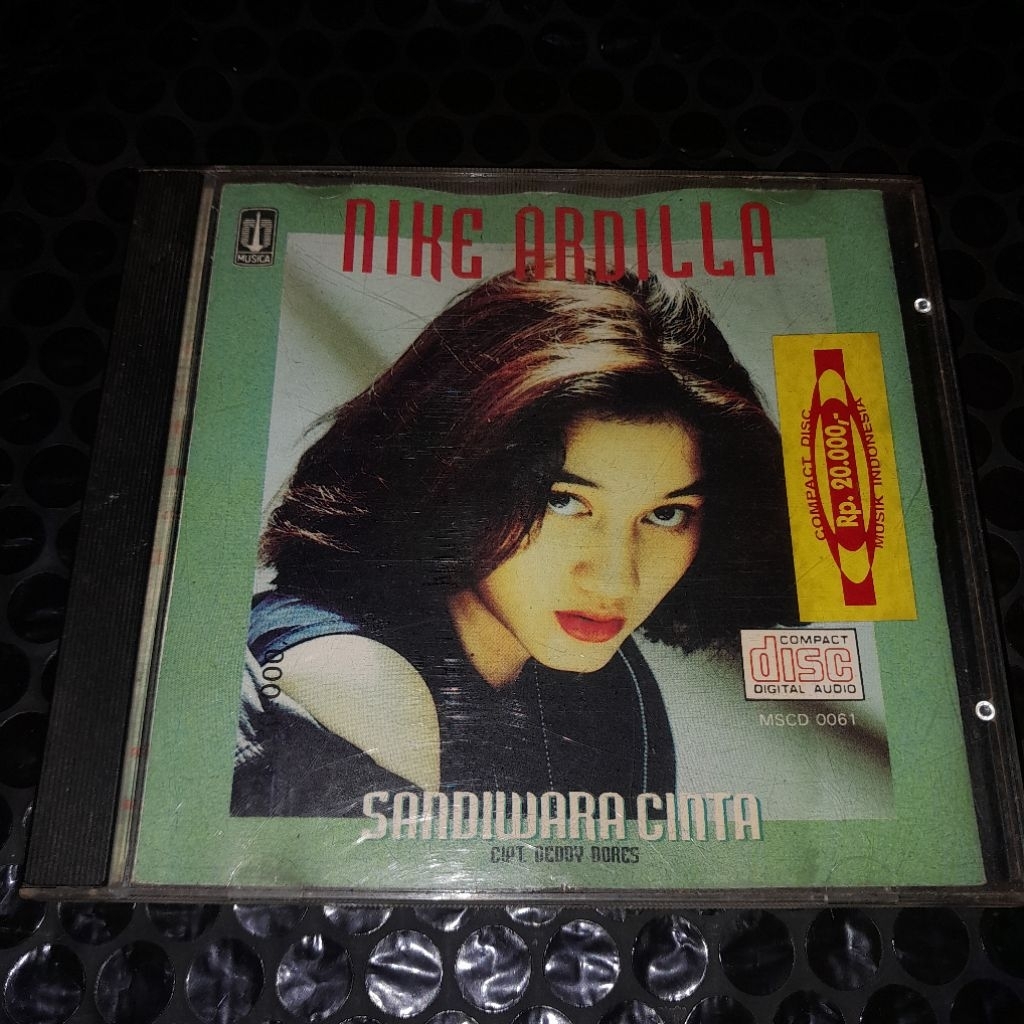 NIKE ARDILLA
MUSICA
COMPACT DISC
Rp. 20.000,-
MUSIK INDONESIA
COMPACT
disc
DIGITAL AUDIO
MSCD 0061
000
SANDIWARA CINTA
CIPT. DEDDY DORES